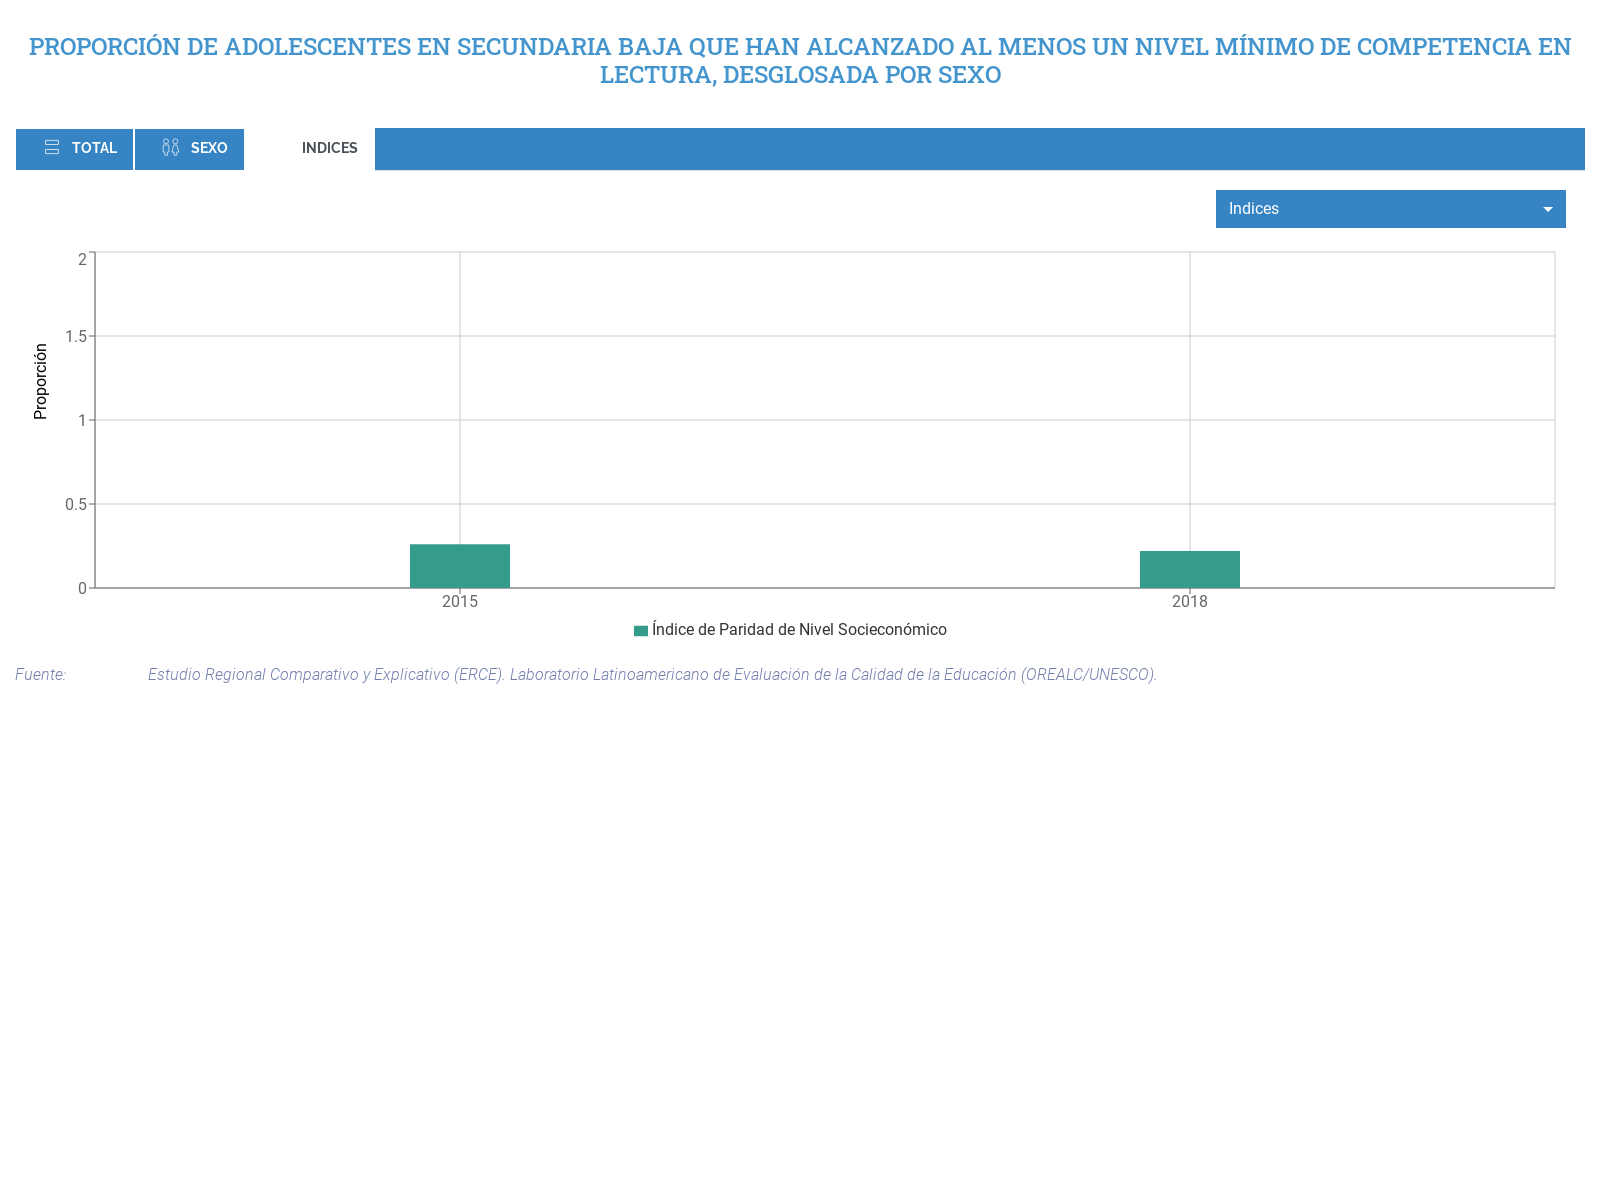 PROPORCIÓN DE ADOLESCENTES EN SECUNDARIA BAJA QUE HAN ALCANZADO AL MENOS UN NIVEL MÍNIMO DE COMPETENCIA EN
LECTURA, DESGLOSADA POR SEXO
TOTAL
SEXO
INDICES
Indices
Proporción
2
1.5
1
0.5
0
2015
2018
Índice de Paridad de Nivel Socieconómico
Fuente: Estudio Regional Comparativo y Explicativo (ERCE). Laboratorio Latinoamericano de Evaluación de la Calidad de la Educación (OREALC/UNESCO).